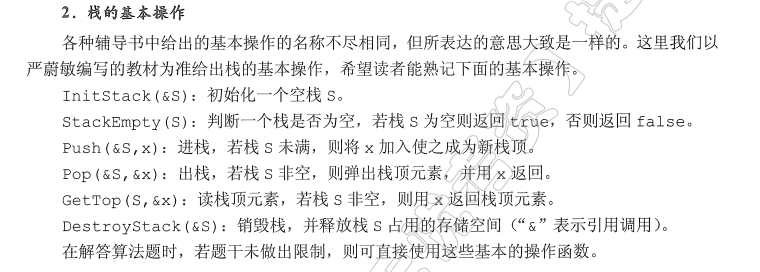 2．栈的基本操作
各种辅导书中给出的基本操作的名称不尽相同，但所表达的意思大致是一样的。这里我们以
严蔚敏编写的教材为准给出栈的基本操作，希望读者能熟记下面的基本操作。
InitStack(&S)：初始化一个空栈 S。
StackEmpty(S)：判断一个栈是否为空，若栈 S 为空则返回 true，否则返回 false。
Push(&S,x)：进栈，若栈 S 未满，则将 x 加入使之成为新栈顶。
Pop(&S,&x)：出栈，若栈 S 非空，则弹出栈顶元素，并用 x 返回。
GetTop(S,&x)：读栈顶元素，若栈 S 非空，则用 x 返回栈顶元素。
DestroyStack(&S)：销毁栈，并释放栈 S 占用的存储空间（“&”表示引用调用）。
在解答算法题时，若题干未做出限制，则可直接使用这些基本的操作函数。